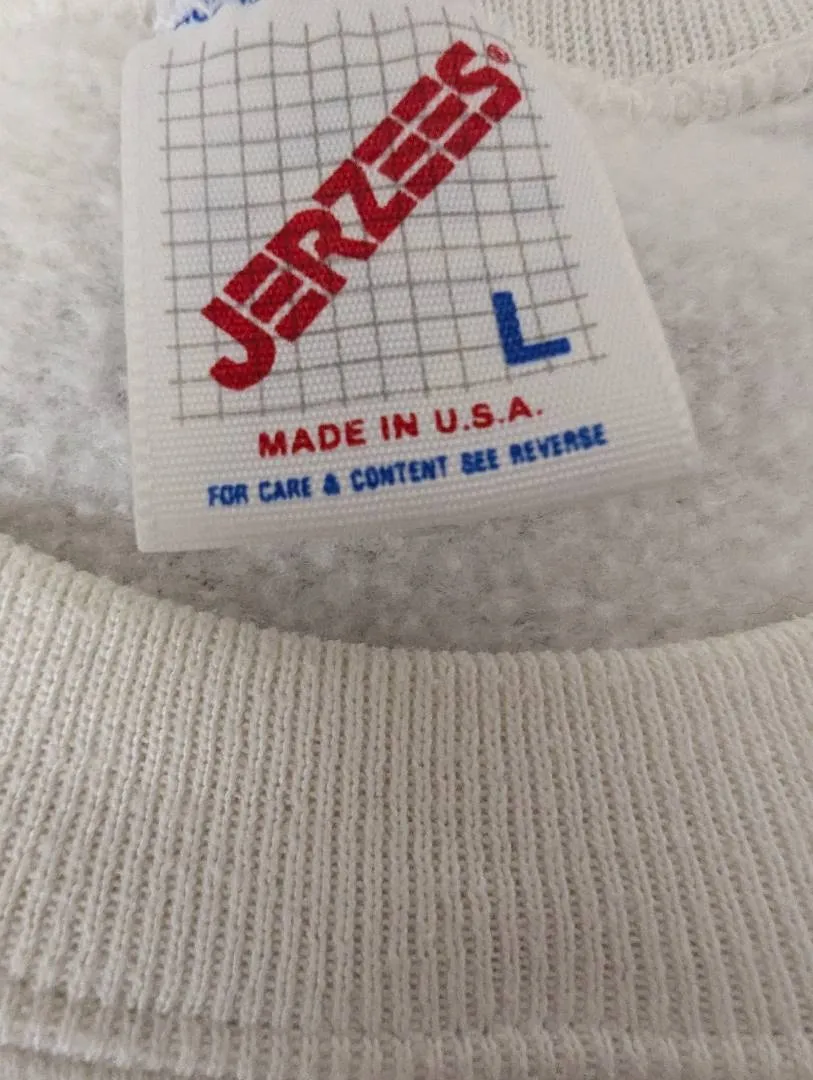 JERZEES®
L
MADE IN U.S.A.
FOR CARE & CONTENT SEE REVERSE